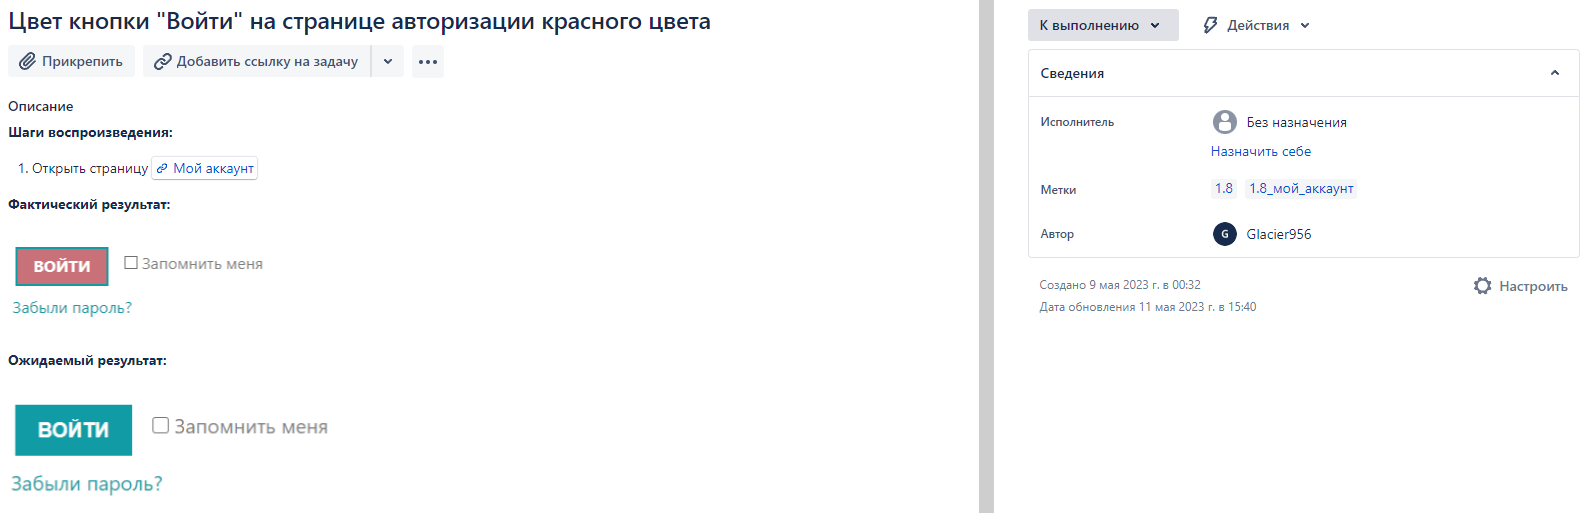 Цвет кнопки "Войти" на странице авторизации красного цвета
Прикрепить
Добавить ссылку на задачу
Описание
Шаги воспроизведения:
1. Открыть страницу Мой аккаунт
Фактический результат:
ВОЙТИ Запомнить меня
Забыли пароль?
Ожидаемый результат:
ВОЙТИ Запомнить меня
Забыли пароль?
К выполнению Действия
Сведения
Исполнитель Без назначения
Назначить себе
Метки 1.8 1.8_мой_аккаунт
Автор G Glacier956
Создано 9 мая 2023 г. в 00:32
Настроить
Дата обновления 11 мая 2023 г. в 15:40